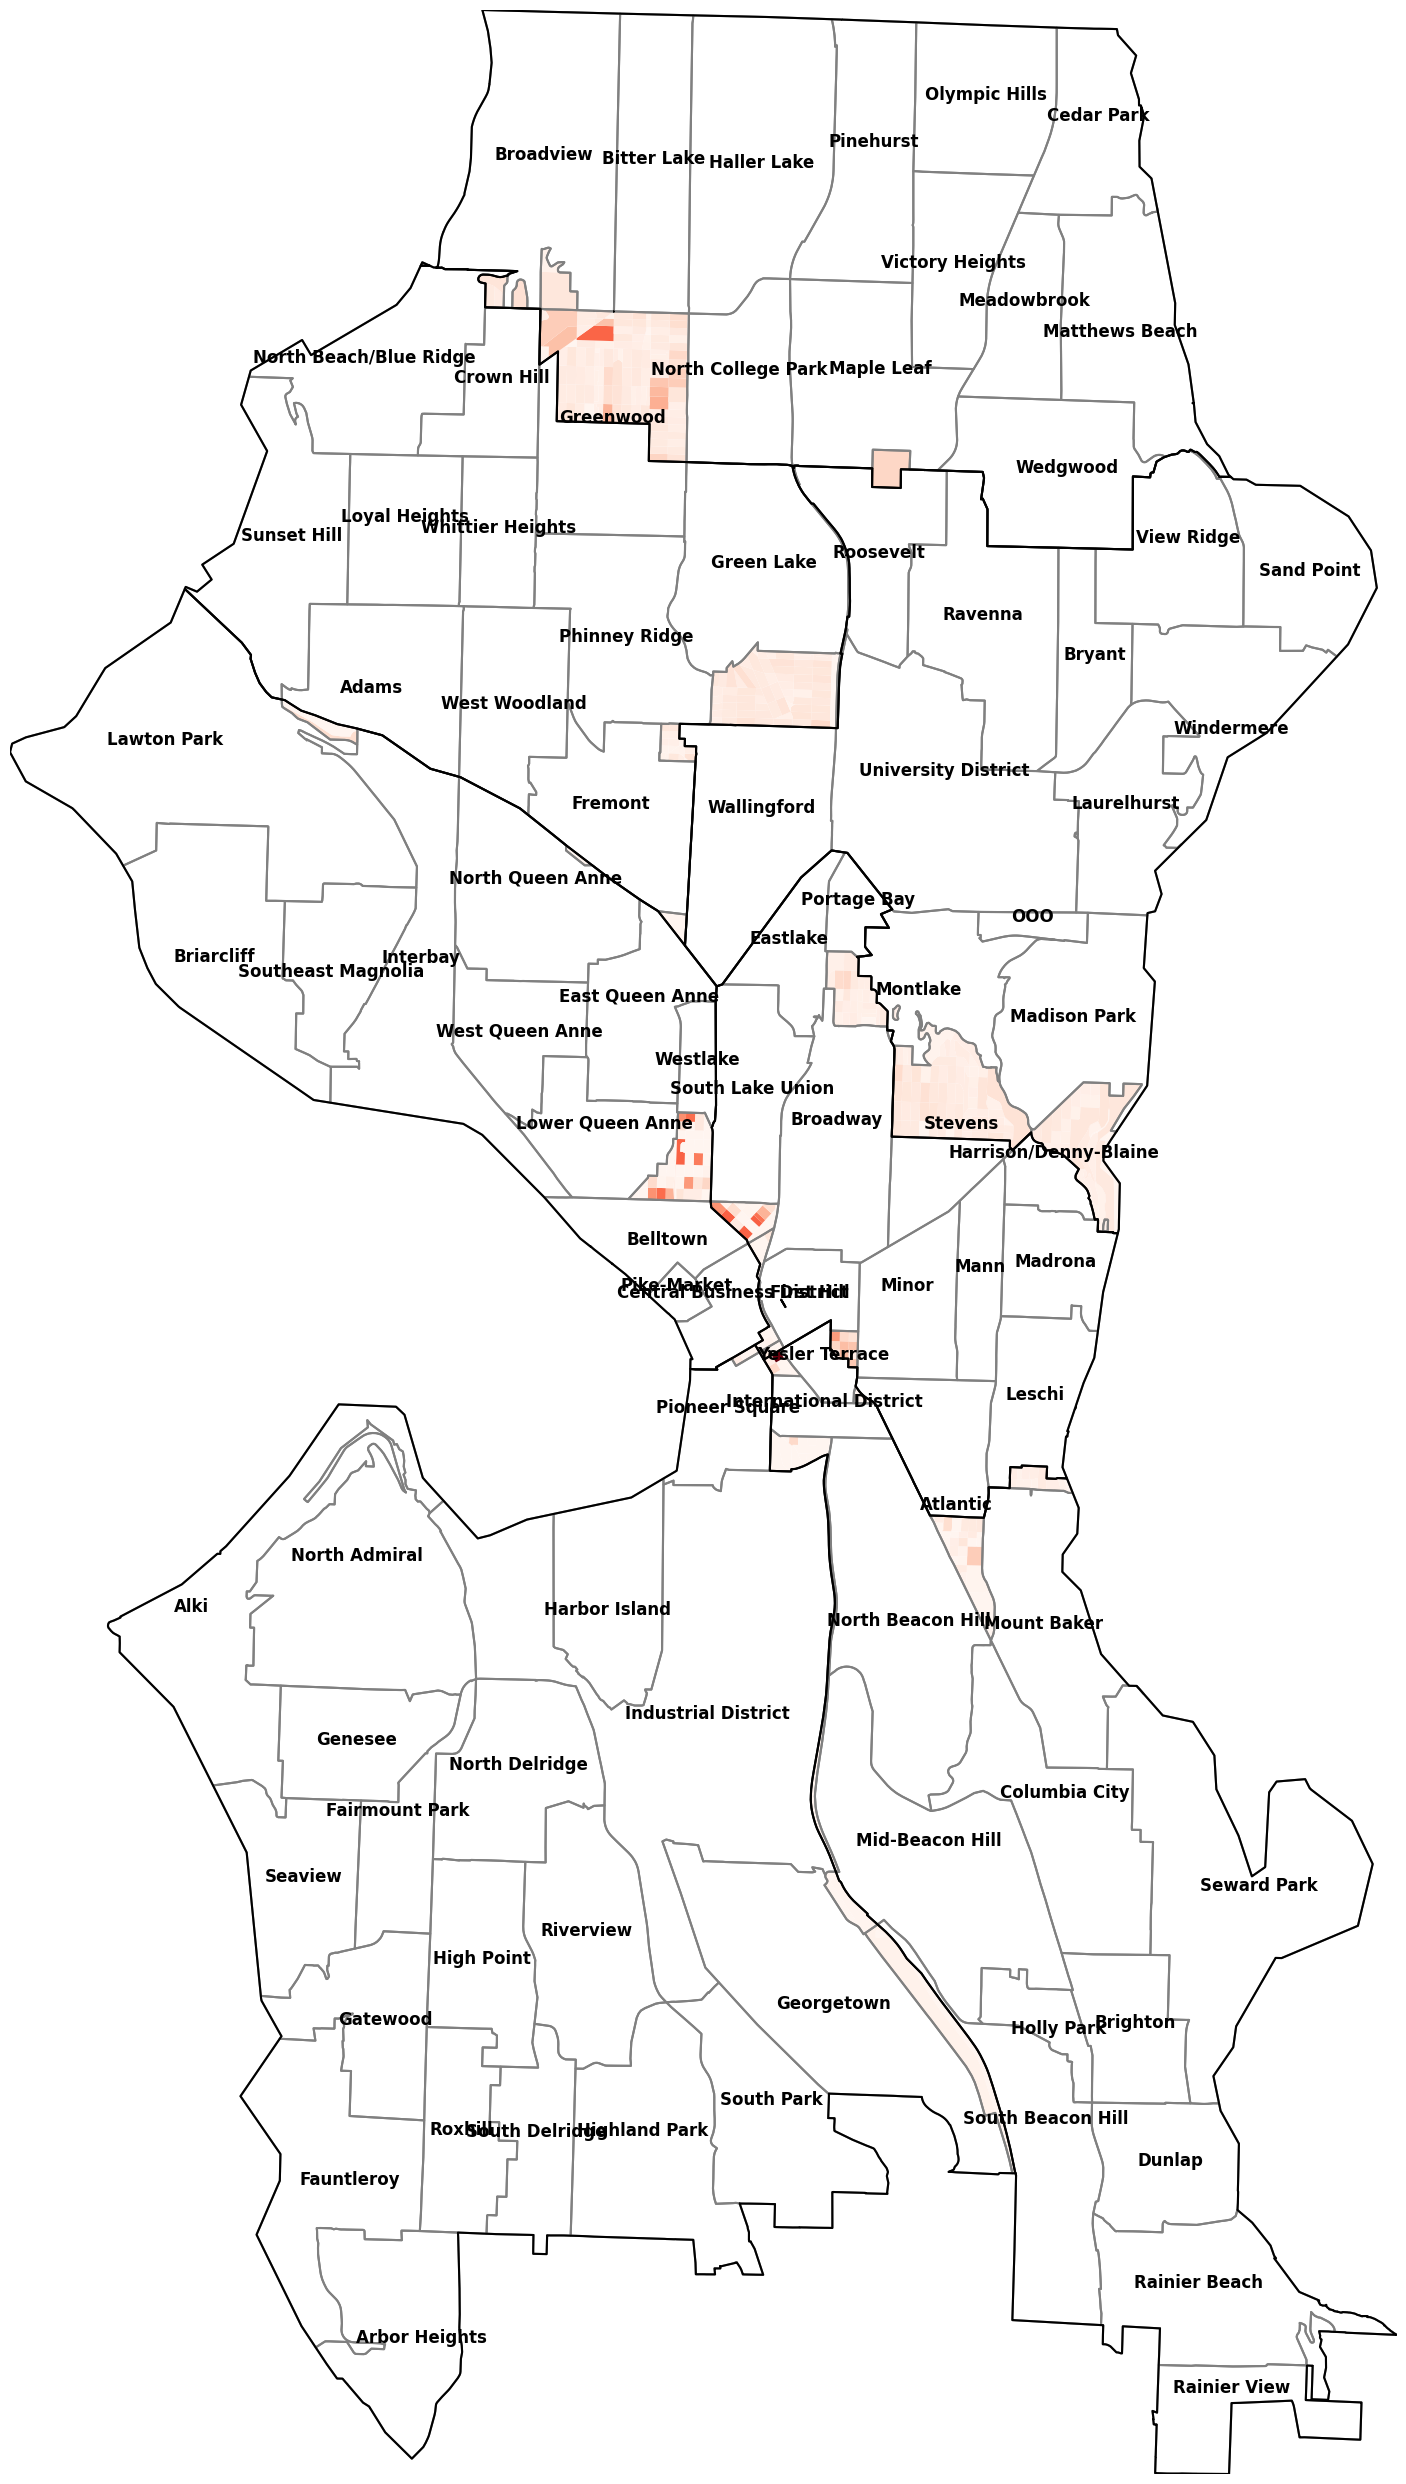 Olympic Hills
Cedar Park
Pinehurst
Broadview
Bitter Lake
Haller Lake
Victory Heights
Meadowbrook
Matthews Beach
North Beach/Blue Ridge
Crown Hill
North College Park
Maple Leaf
Greenwood
Wedgwood
Loyal Heights
Whittier Heights
Sunset Hill
View Ridge
Roosevelt
Green Lake
Sand Point
Ravenna
Phinney Ridge
Bryant
Adams
West Woodland
Windermere
Lawton Park
University District
Fremont
Wallingford
Laurelhurst
North Queen Anne
Portage Bay
OOO
Eastlake
Briarcliff
Interbay
Southeast Magnolia
Montlake
East Queen Anne
Madison Park
West Queen Anne
Westlake
South Lake Union
Broadway
Lower Queen Anne
Stevens
Harrison/Denny-Blaine
Belltown
Madrona
Mann
Pike-Market
Minor
Central Business District
First Hill
Yesler Terrace
Leschi
International District
Pioneer Square
Atlantic
North Admiral
Alki
Harbor Island
North Beacon Hill
Mount Baker
Industrial District
Genesee
North Delridge
Columbia City
Fairmount Park
Mid-Beacon Hill
Seaview
Seward Park
Riverview
High Point
Georgetown
Gatewood
Brighton
Holly Park
South Park
South Beacon Hill
Roxhill
South Delridge
Highland Park
Dunlap
Fauntleroy
Rainier Beach
Arbor Heights
Rainier View